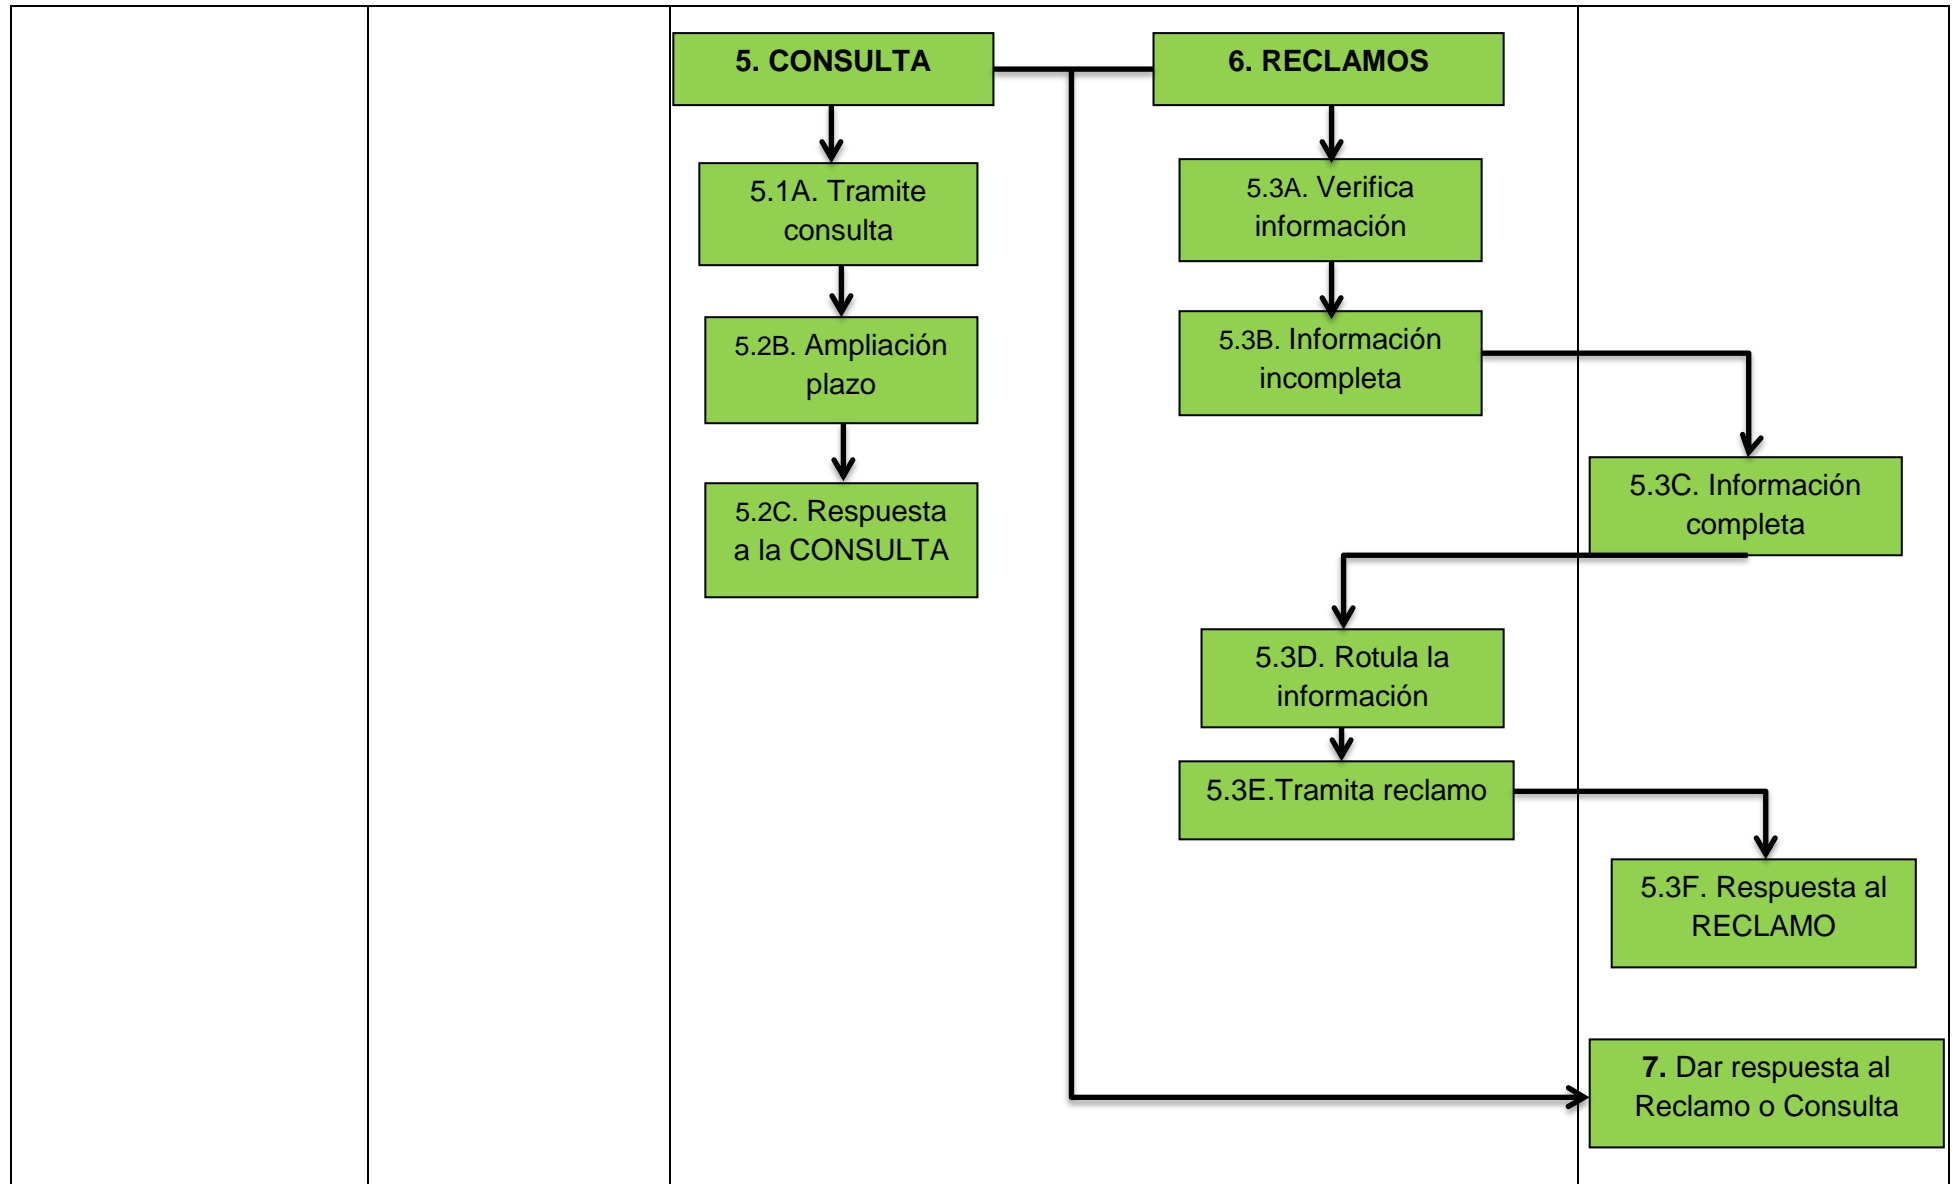 5. CONSULTA
6. RECLAMOS
5.1A. Tramite
consulta
5.2B. Ampliación
plazo
5.2C. Respuesta
a la CONSULTA
5.3A. Verifica
información
5.3B. Información
incompleta
5.3C. Información
completa
5.3D. Rotula la
información
5.3E.Tramita reclamo
5.3F. Respuesta al
RECLAMO
7. Dar respuesta al
Reclamo o Consulta